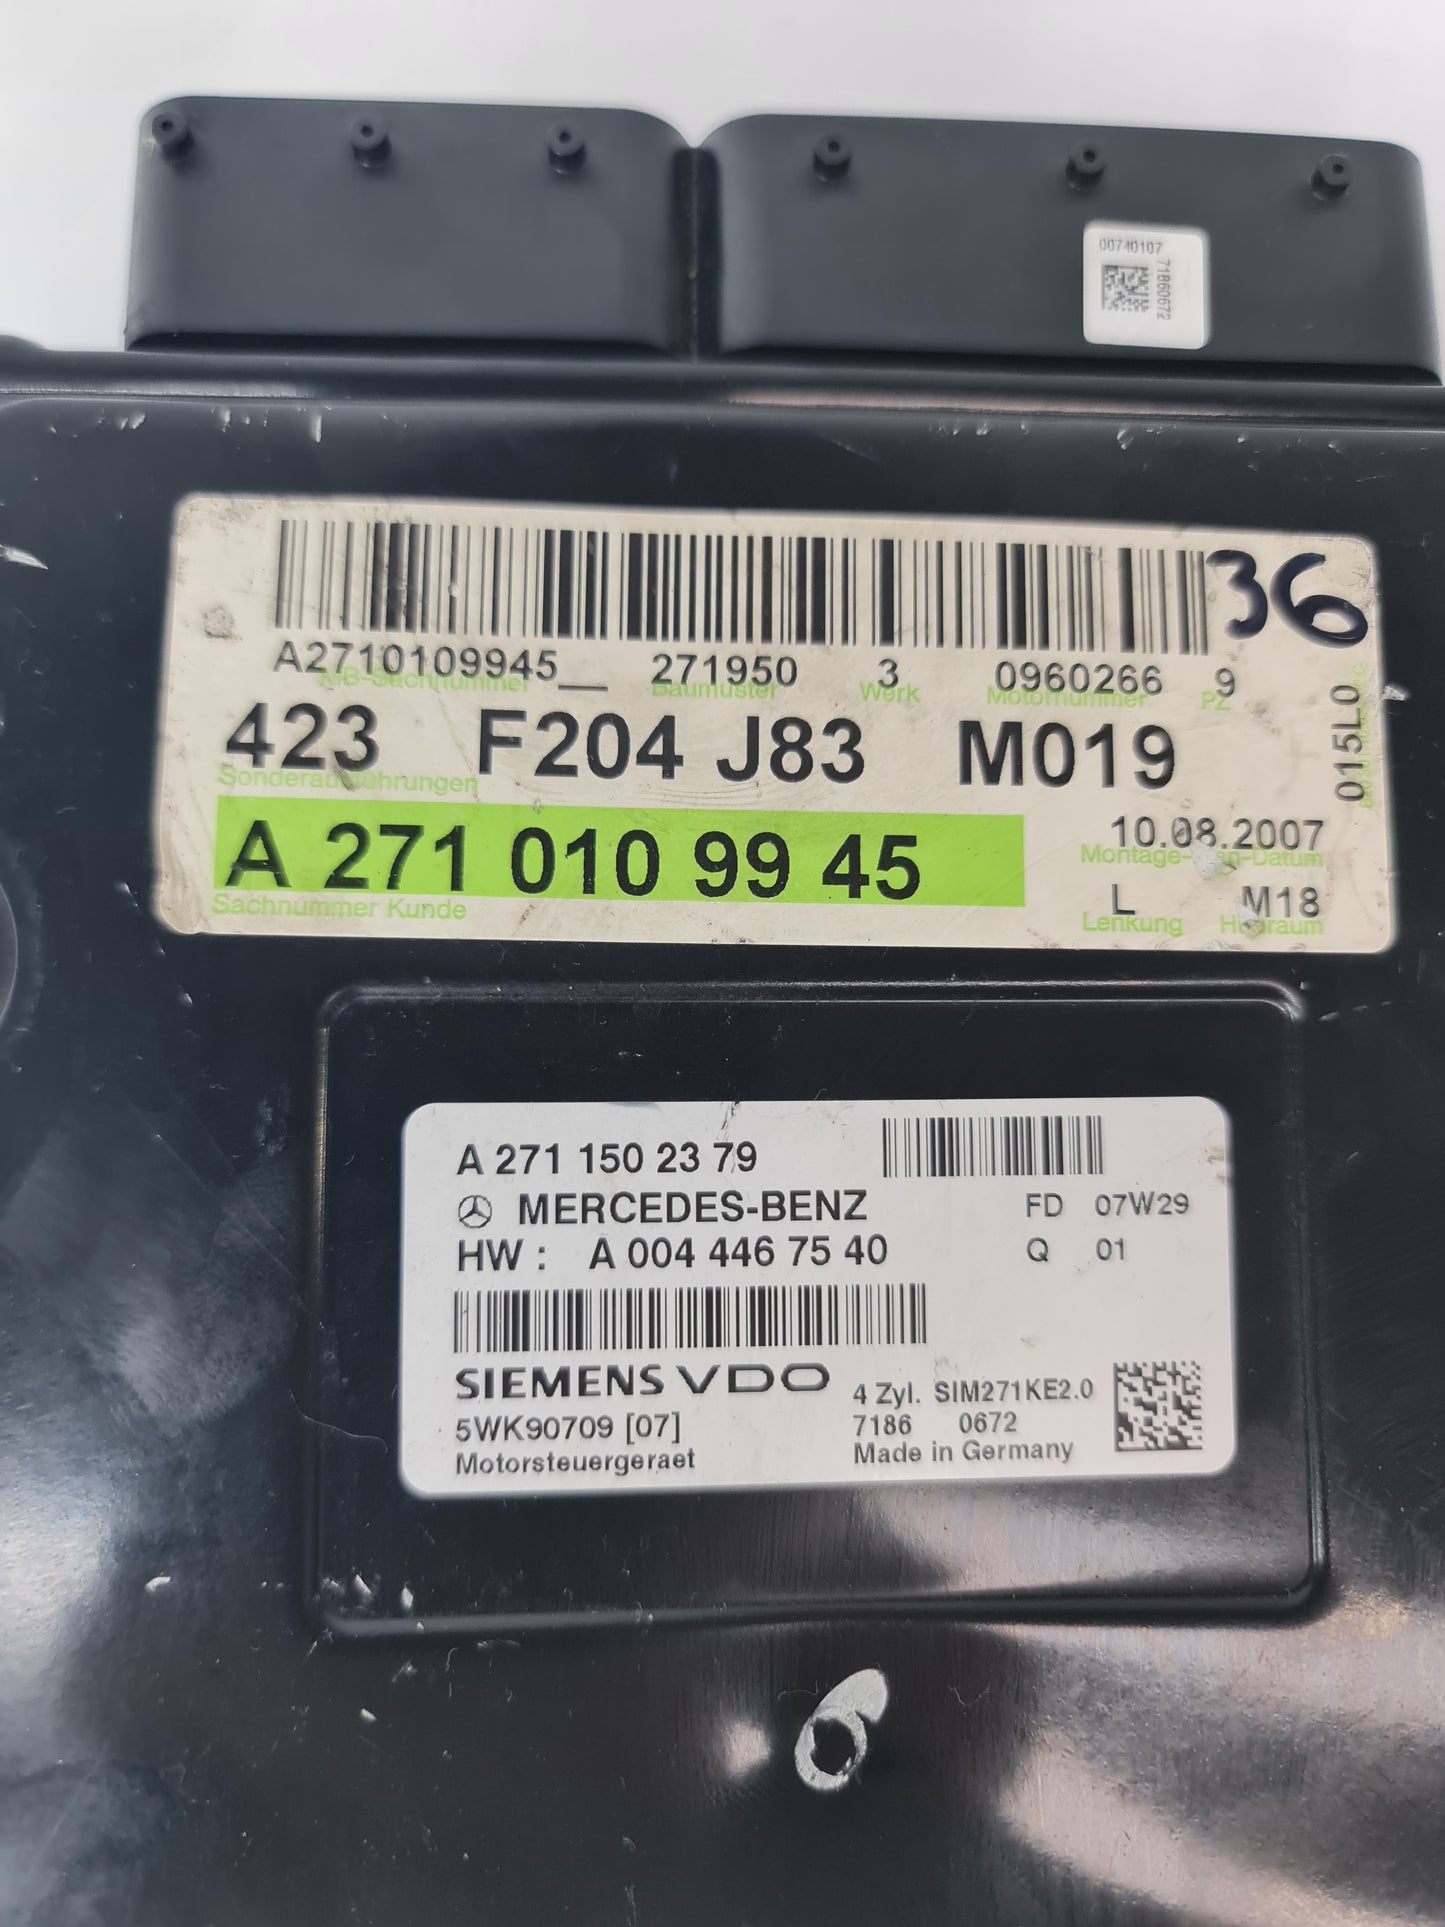 00740107
71860672
36
A2710109945__ 271950 3 0960266 9
MB-Sachnummer Baumuster Werk Motornummer PZ
423 F204 J83 M019
Sonderausführungen
015L0
A 271 010 99 45
Sachnummer Kunde
10.08.2007
L M18
Lenkung Hubraum
A 271 150 23 79
MERCEDES-BENZ FD 07W29
HW : A 004 446 75 40 Q 01
SIEMENS VDO 4 Zyl. SIM271KE2.0
5WK90709 [07] 7186 0672
Motorsteuergeraet Made in Germany
6